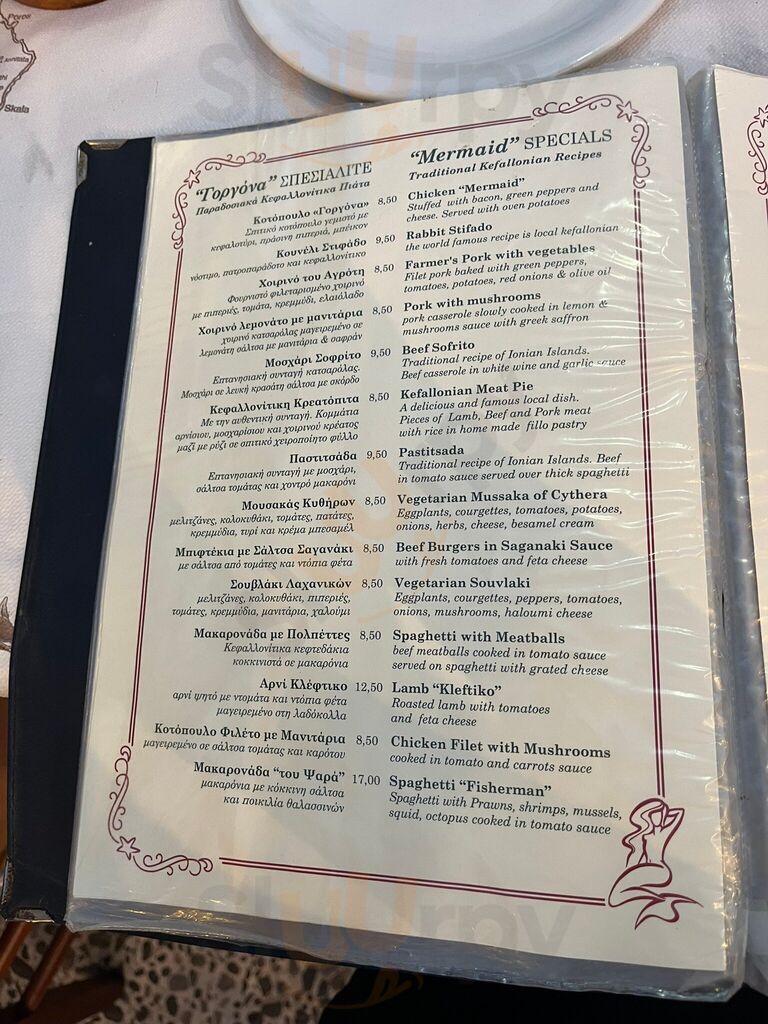 Poros
Skala
“Γοργόνα” ΣΠΕΣΙΑΛΙΤΕ
Παραδοσιακά Κεφαλλονίτικα Πιάτα
“Mermaid” SPECIALS
Traditional Kefallonian Recipes
Κοτόπουλο «Γοργόνα» 8,50
Σπιτικό κοτόπουλο γεμιστό με
κεφαλοτύρι, πράσινη πιπεριά, μπέικον
Chicken “Mermaid”
Stuffed with bacon, green peppers and
cheese. Served with oven potatoes
Κουνέλι Στιφάδο 9,50
νόστιμο, πατροπαράδοτο και κεφαλλονίτικο
Rabbit Stifado
the world famous recipe is local kefallonian
Χοιρινό του Αγρότη 8,50
Φουρνιστό φιλεταρισμένο χοιρινό
με πιπεριές, τομάτα, κρεμμύδι, ελαιόλαδο
Farmer's Pork with vegetables
Filet pork baked with green peppers,
tomatoes, potatoes, red onions & olive oil
Χοιρινό λεμονάτο με μανιτάρια 8,50
χοιρινό κατσαρόλας μαγειρεμένο σε
λεμονάτη σάλτσα με μανιτάρια & σαφράν
Pork with mushrooms
pork casserole slowly cooked in lemon &
mushrooms sauce with greek saffron
Μοσχάρι Σοφρίτο 9,50
Επτανησιακή συνταγή κατσαρόλας.
Μοσχάρι σε λευκή κρασάτη σάλτσα με σκόρδο
Beef Sofrito
Traditional recipe of Ionian Islands.
Beef casserole in white wine and garlic sauce
Κεφαλλονίτικη Κρεατόπιτα 8,50
Με την αυθεντική συνταγή. Κομμάτια
αρνίσιου, μοσχαρίσιου και χοιρινού κρέατος
μαζί με ρύζι σε σπιτικό χειροποίητο φύλλο
Kefallonian Meat Pie
A delicious and famous local dish.
Pieces of Lamb, Beef and Pork meat
with rice in home made fillo pastry
Παστιτσάδα 9,50
Επτανησιακή συνταγή με μοσχάρι,
σάλτσα τομάτας και χοντρό μακαρόνι
Pastitsada
Traditional recipe of Ionian Islands. Beef
in tomato sauce served over thick spaghetti
Μουσακάς Κυθήρων 8,50
μελιτζάνες, κολοκυθάκι, τομάτες, πατάτες,
κρεμμύδια, τυρί και κρέμα μπεσαμέλ
Vegetarian Mussaka of Cythera
Eggplants, courgettes, tomatoes, potatoes,
onions, herbs, cheese, besamel cream
Μπιφτέκια με Σάλτσα Σαγανάκι 8,50
με σάλτσα από τομάτες και ντόπια φέτα
Beef Burgers in Saganaki Sauce
with fresh tomatoes and feta cheese
Σουβλάκι Λαχανικών 8,50
μελιτζάνες, κολοκυθάκι, πιπεριές,
τομάτες, κρεμμύδια, μανιτάρια, χαλούμι
Vegetarian Souvlaki
Eggplants, courgettes, peppers, tomatoes,
onions, mushrooms, haloumi cheese
Μακαρονάδα με Πολπέττες 8,50
Κεφαλλονίτικα κεφτεδάκια
κοκκινιστά σε μακαρόνια
Spaghetti with Meatballs
beef meatballs cooked in tomato sauce
served on spaghetti with grated cheese
Αρνί Κλέφτικο 12,50
αρνί ψητό με ντομάτα και ντόπια φέτα
μαγειρεμένο στη λαδόκολλα
Lamb “Kleftiko”
Roasted lamb with tomatoes
and feta cheese
Κοτόπουλο Φιλέτο με Μανιτάρια 8,50
μαγειρεμένο σε σάλτσα τομάτας και καρότου
Chicken Filet with Mushrooms
cooked in tomato and carrots sauce
Μακαρονάδα “του Ψαρά” 17,00
μακαρόνια με κόκκινη σάλτσα
και ποικιλία θαλασσινών
Spaghetti “Fisherman”
Spaghetti with Prawns, shrimps, mussels,
squid, octopus cooked in tomato sauce
Sluurpy
Sluurpy